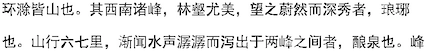 环滁皆山也。其西南诸峰，林壑尤美，望之蔚然而深秀者，琅琊
也。山行六七里，渐闻水声潺潺而泻出于两峰之间者，酿泉也。峰